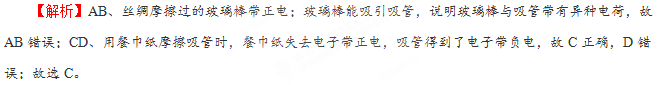 【解析】AB、丝绸摩擦过的玻璃棒带正电；玻璃棒能吸引吸管，说明玻璃棒与吸管带有异种电荷，故
AB 错误；CD、用餐巾纸摩擦吸管时，餐巾纸失去电子带正电，吸管得到了电子带负电，故 C 正确，D 错
误；故选 C。